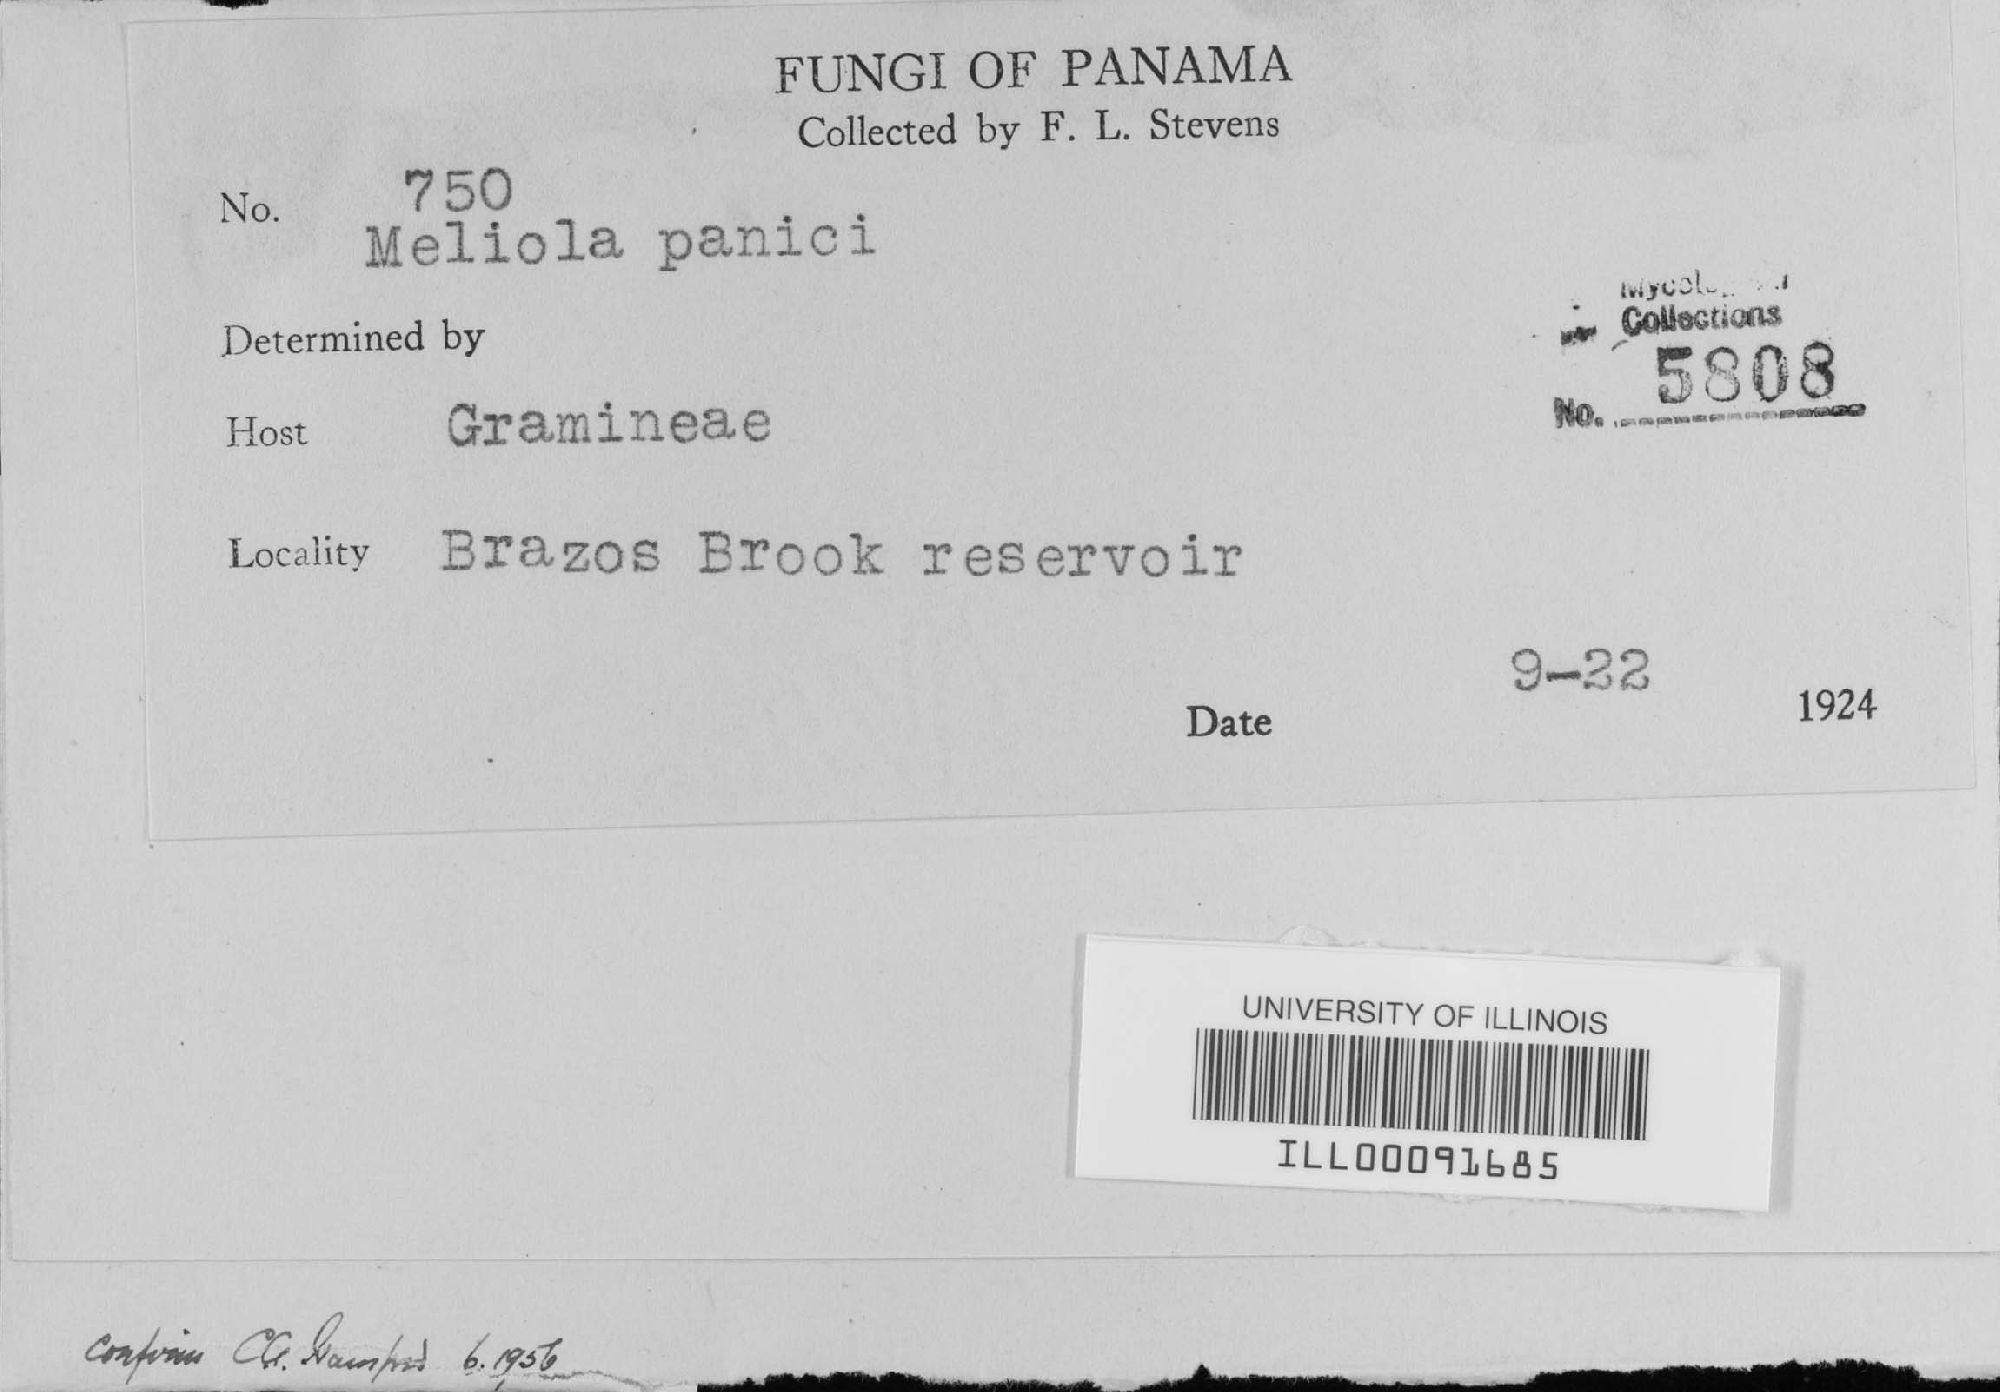 FUNGI OF PANAMA
Collected by F. L. Stevens
No. 750
Meliola panici
Determined by
Collections
5808
No.
Host Gramineae
Locality Brazos Brook reservoir
9-22
Date 1924
UNIVERSITY OF ILLINOIS
ILL00091685
confirm 6.1956